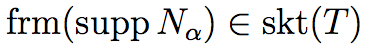 frm(supp N_α) ∈ skt(T)